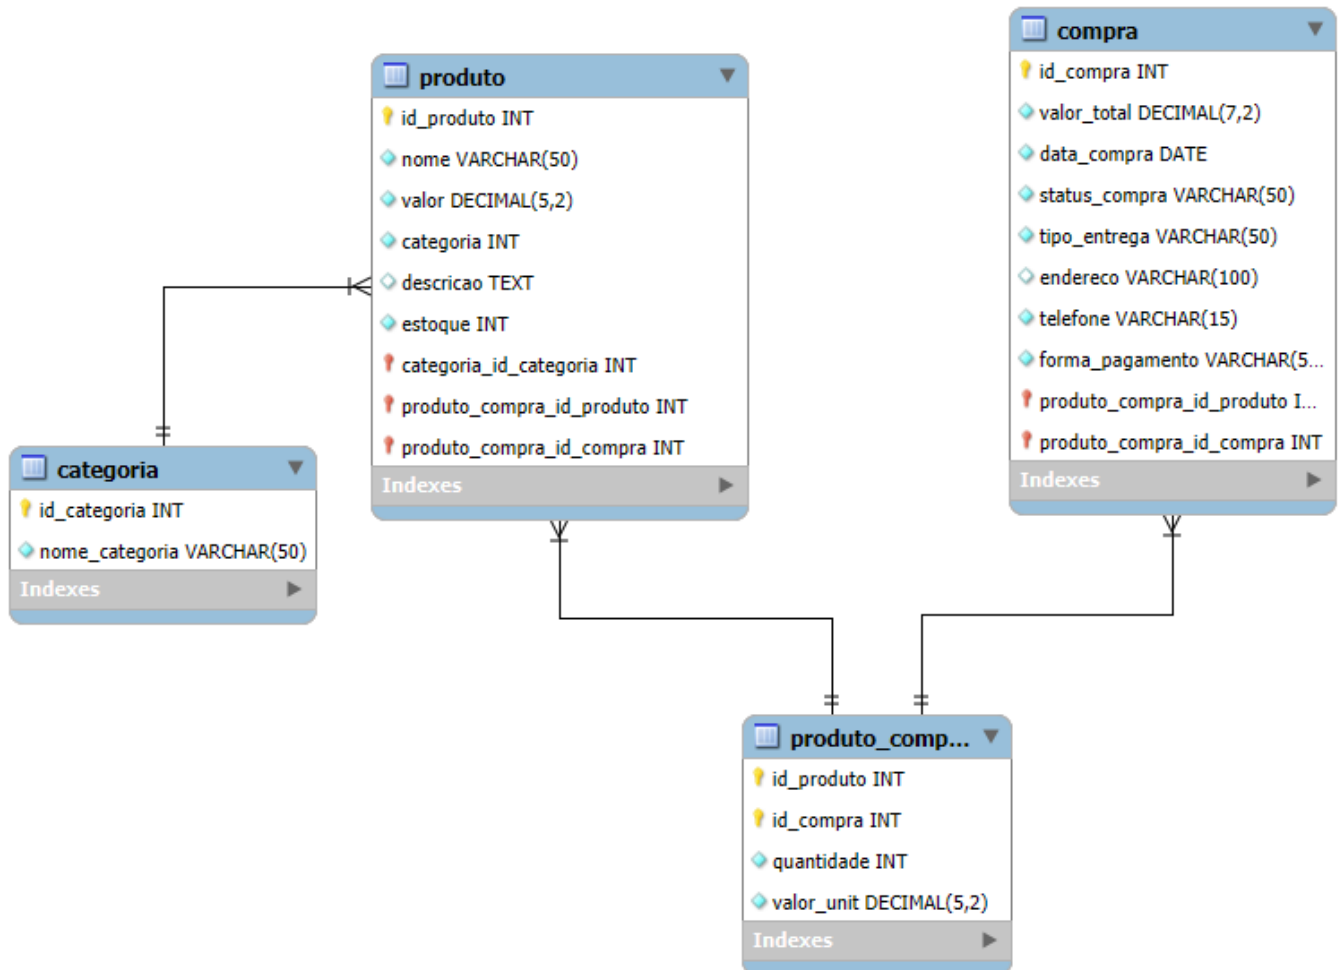 produto
id_produto INT
nome VARCHAR(50)
valor DECIMAL(5,2)
categoria INT
descricao TEXT
estoque INT
categoria_id_categoria INT
produto_compra_id_produto INT
produto_compra_id_compra INT
Indexes
compra
id_compra INT
valor_total DECIMAL(7,2)
data_compra DATE
status_compra VARCHAR(50)
tipo_entrega VARCHAR(50)
endereco VARCHAR(100)
telefone VARCHAR(15)
forma_pagamento VARCHAR(5...
produto_compra_id_produto I...
produto_compra_id_compra INT
Indexes
categoria
id_categoria INT
nome_categoria VARCHAR(50)
Indexes
produto_comp...
id_produto INT
id_compra INT
quantidade INT
valor_unit DECIMAL(5,2)
Indexes